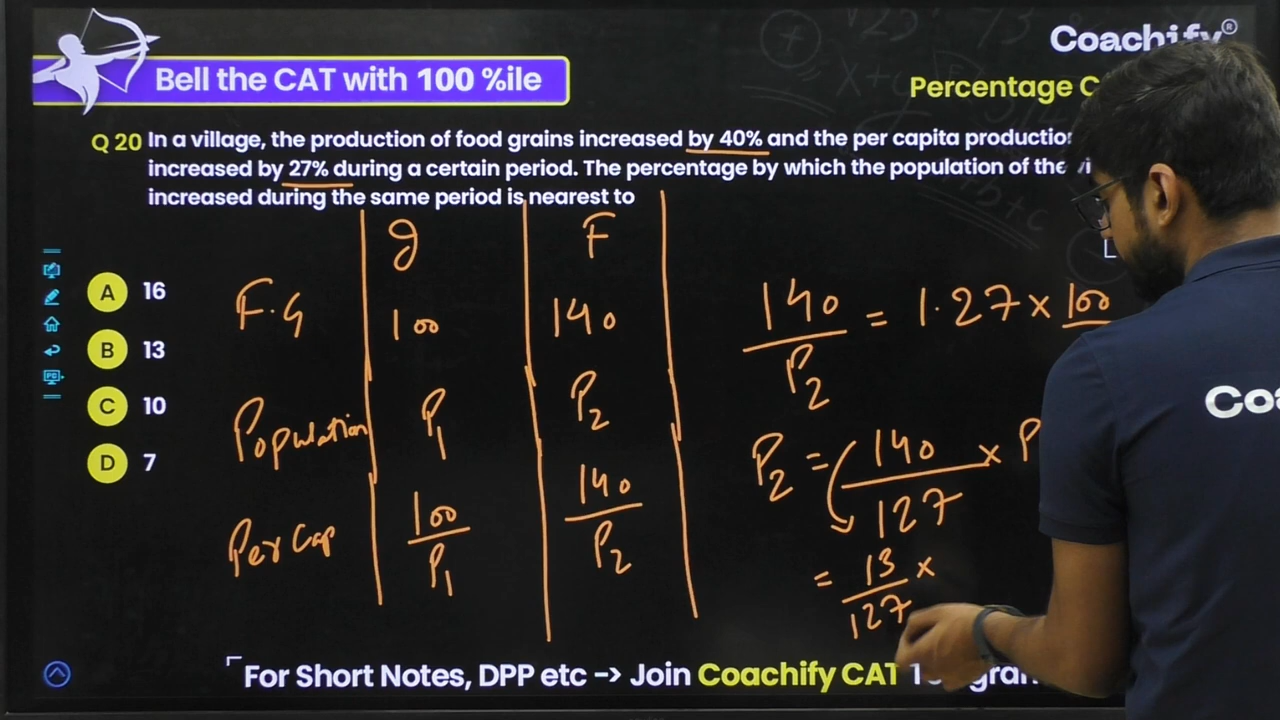 Coachify®
Bell the CAT with 100 %ile
Percentage C
Q 20 In a village, the production of food grains increased by 40% and the per capita production
increased by 27% during a certain period. The percentage by which the population of the vi
increased during the same period is nearest to
A 16
B 13
C 10
D 7
I F
F.G 100 140
Population P1 P2
Per Cap 100/P1 140/P2
140/P2 = 1.27 × 100
P2 = 140/127 × P
= 13/127 ×
Co
For Short Notes, DPP etc -> Join Coachify CAT